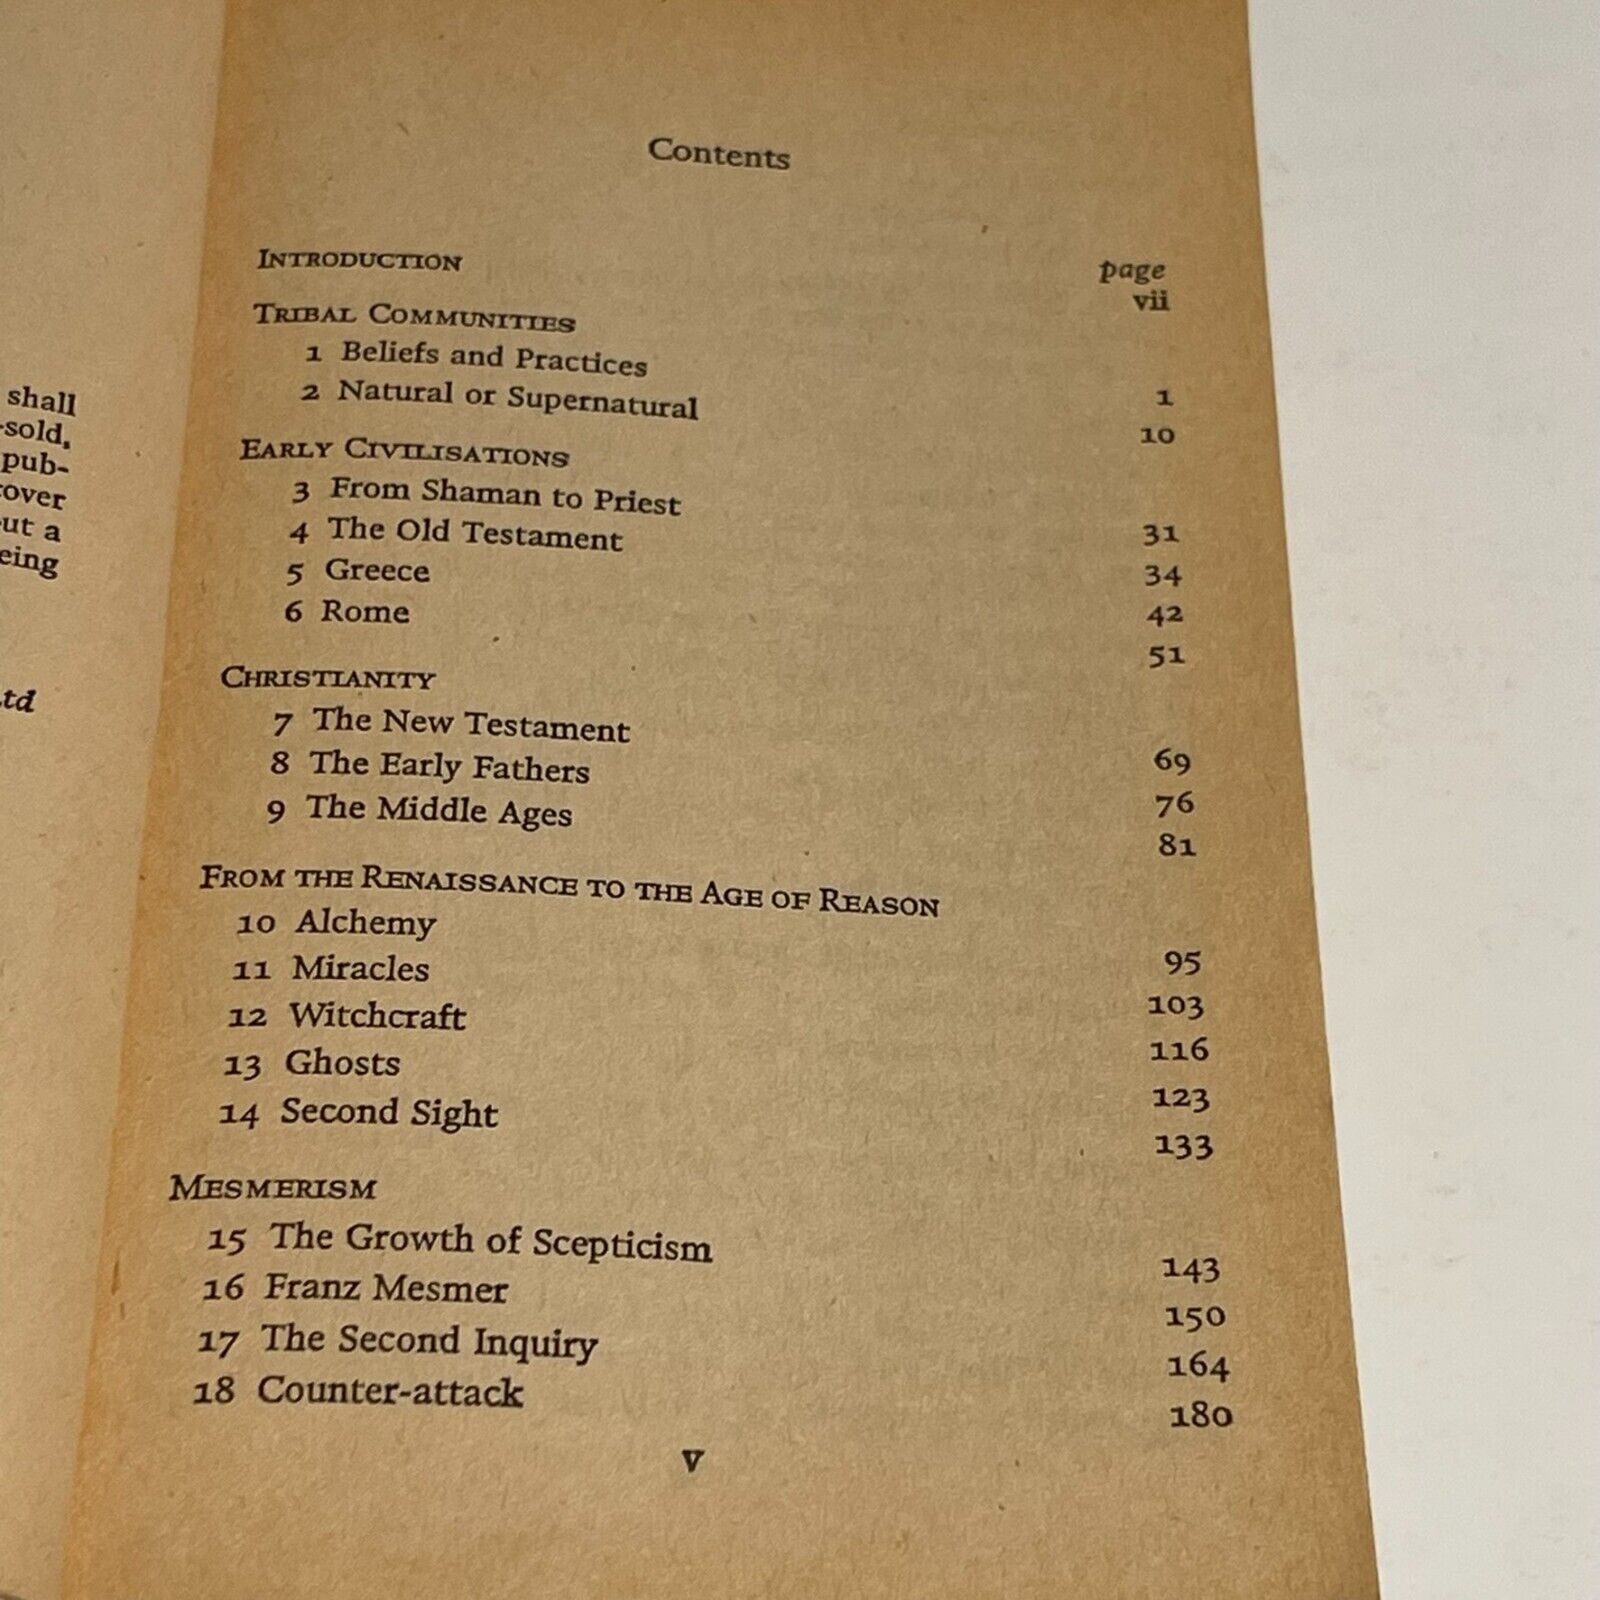 shall
-sold,
pub-
cover
ut a
eing
td
Contents
page
INTRODUCTION vii
TRIBAL COMMUNITIES
1 Beliefs and Practices 1
2 Natural or Supernatural 10
EARLY CIVILISATIONS
3 From Shaman to Priest 31
4 The Old Testament 34
5 Greece 42
6 Rome 51
CHRISTIANITY
7 The New Testament 69
8 The Early Fathers 76
9 The Middle Ages 81
FROM THE RENAISSANCE TO THE AGE OF REASON
10 Alchemy 95
11 Miracles 103
12 Witchcraft 116
13 Ghosts 123
14 Second Sight 133
MESMERISM
15 The Growth of Scepticism 143
16 Franz Mesmer 150
17 The Second Inquiry 164
18 Counter-attack 180
v